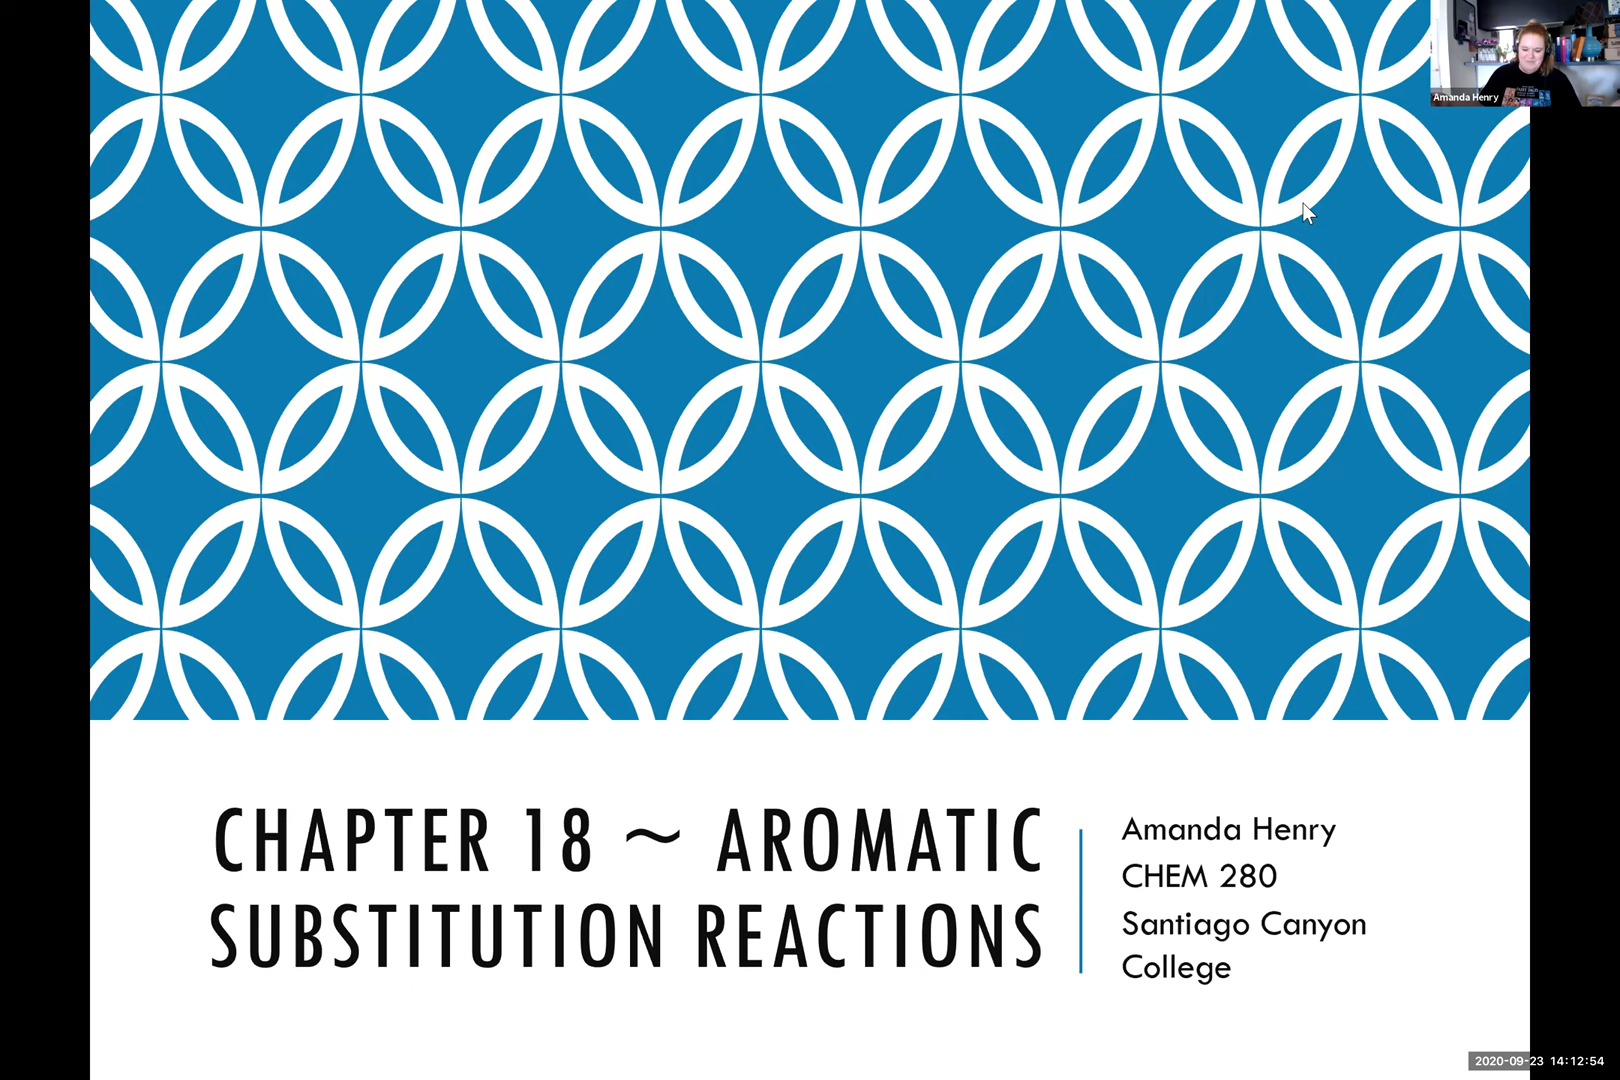 Amanda Henry
CHAPTER 18 ~ AROMATIC
SUBSTITUTION REACTIONS
Amanda Henry
CHEM 280
Santiago Canyon
College
2020-09-23 14:12:54